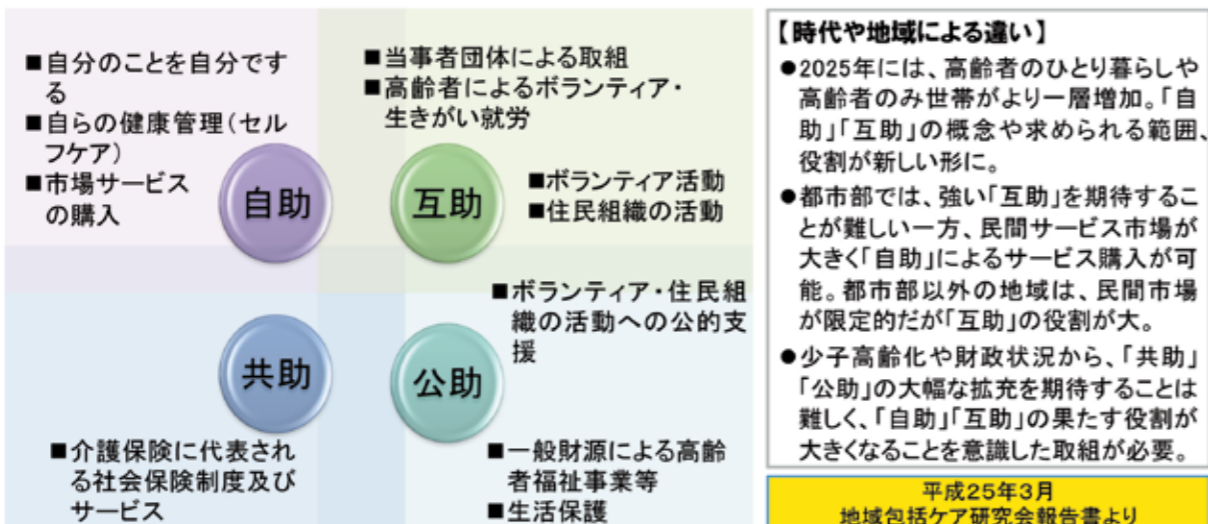 ■自分のことを自分です
る
■自らの健康管理(セル
フケア)
■市場サービス
の購入
自助
■当事者団体による取組
■高齢者によるボランティア・
生きがい就労
互助
■ボランティア活動
■住民組織の活動
共助
■介護保険に代表され
る社会保険制度及び
サービス
■ボランティア・住民組
織の活動への公的支
援
公助
■一般財源による高齢
者福祉事業等
■生活保護
【時代や地域による違い】
●2025年には、高齢者のひとり暮らしや
高齢者のみ世帯がより一層増加。「自
助」「互助」の概念や求められる範囲、
役割が新しい形に。
●都市部では、強い「互助」を期待するこ
とが難しい一方、民間サービス市場が
大きく「自助」によるサービス購入が可
能。都市部以外の地域は、民間市場
が限定的だが「互助」の役割が大。
●少子高齢化や財政状況から、「共助」
「公助」の大幅な拡充を期待することは
難しく、「自助」「互助」の果たす役割が
大きくなることを意識した取組が必要。
平成25年3月
地域包括ケア研究会報告書より